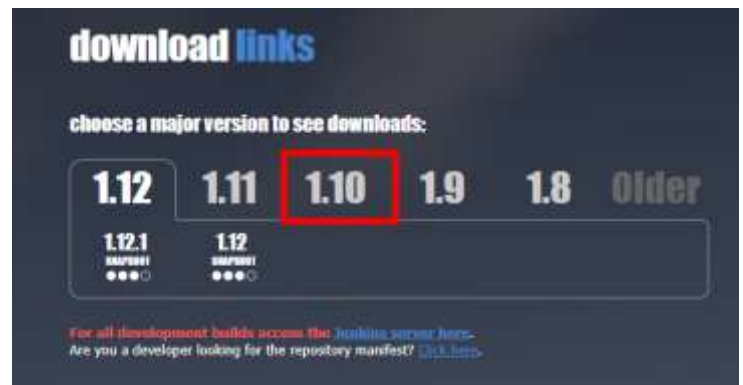 download links
choose a major version to see downloads:
1.12 1.11 1.10 1.9 1.8 Older
1.12.1 1.12
SNAPSHOT SNAPSHOT
For all development builds access the Jenkins server here.
Are you a developer looking for the repository manifest? Click here.